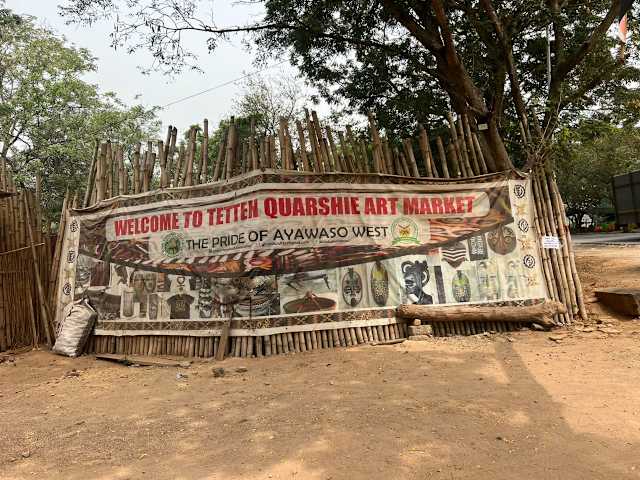 WELCOME TO TETTEH QUARSHIE ART MARKET
THE PRIDE OF AYAWASO WEST